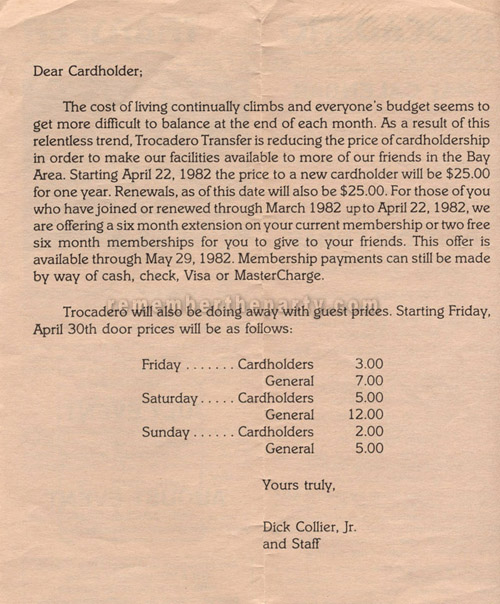 Dear Cardholder;
The cost of living continually climbs and everyone's budget seems to
get more difficult to balance at the end of each month. As a result of this
relentless trend, Trocadero Transfer is reducing the price of cardholdership
in order to make our facilities available to more of our friends in the Bay
Area. Starting April 22, 1982 the price to a new cardholder will be $25.00
for one year. Renewals, as of this date will also be $25.00. For those of you
who have joined or renewed through March 1982 up to April 22, 1982, we
are offering a six month extension on your current membership or two free
six month memberships for you to give to your friends. This offer is
available through May 29, 1982. Membership payments can still be made
by way of cash, check, Visa or MasterCharge.
remembertheparty.com
Trocadero will also be doing away with guest prices. Starting Friday,
April 30th door prices will be as follows:
Friday ....... Cardholders 3.00
General 7.00
Saturday ..... Cardholders 5.00
General 12.00
Sunday ...... Cardholders 2.00
General 5.00
Yours truly,
Dick Collier, Jr.
and Staff